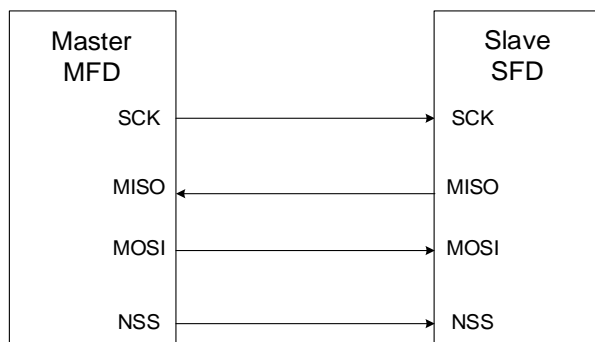 Master
MFD
SCK
MISO
MOSI
NSS
Slave
SFD
SCK
MISO
MOSI
NSS